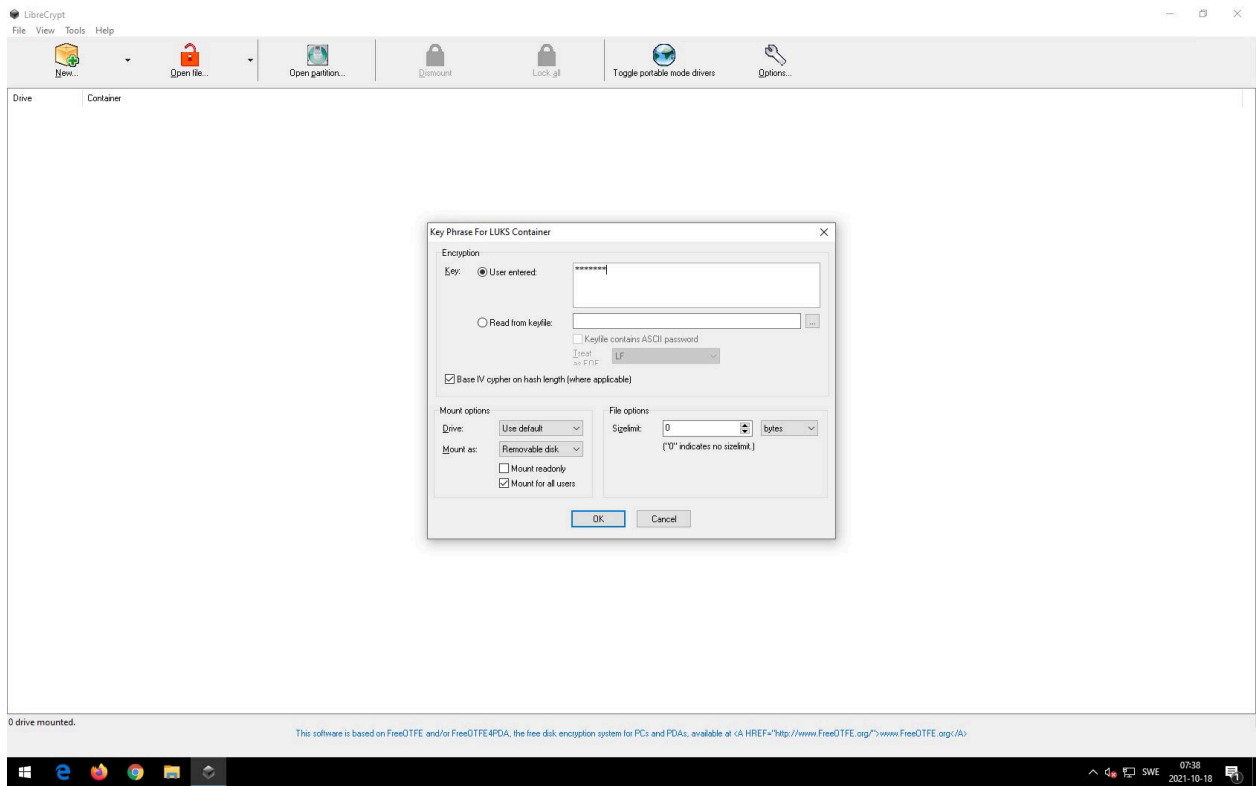 LibreCrypt
File View Tools Help
New...
Open file...
Open partition...
Dismount
Lock all
Toggle portable mode drivers
Options...
Drive Container
Key Phrase For LUKS Container
Encryption
Key: User entered: *******
Read from keyfile: ...
Keyfile contains ASCII password
Treat LF
as EOF
Base IV cypher on hash length (where applicable)
Mount options
Drive: Use default
Mount as: Removable disk
Mount readonly
Mount for all users
File options
Sizelimit: 0 bytes
("0" indicates no sizelimit.)
OK Cancel
0 drive mounted.
This software is based on FreeOTFE and/or FreeOTFE4PDA, the free disk encryption system for PCs and PDAs, available at <A HREF="http://www.FreeOTFE.org/">www.FreeOTFE.org</A>
SWE
07:38
2021-10-18
1